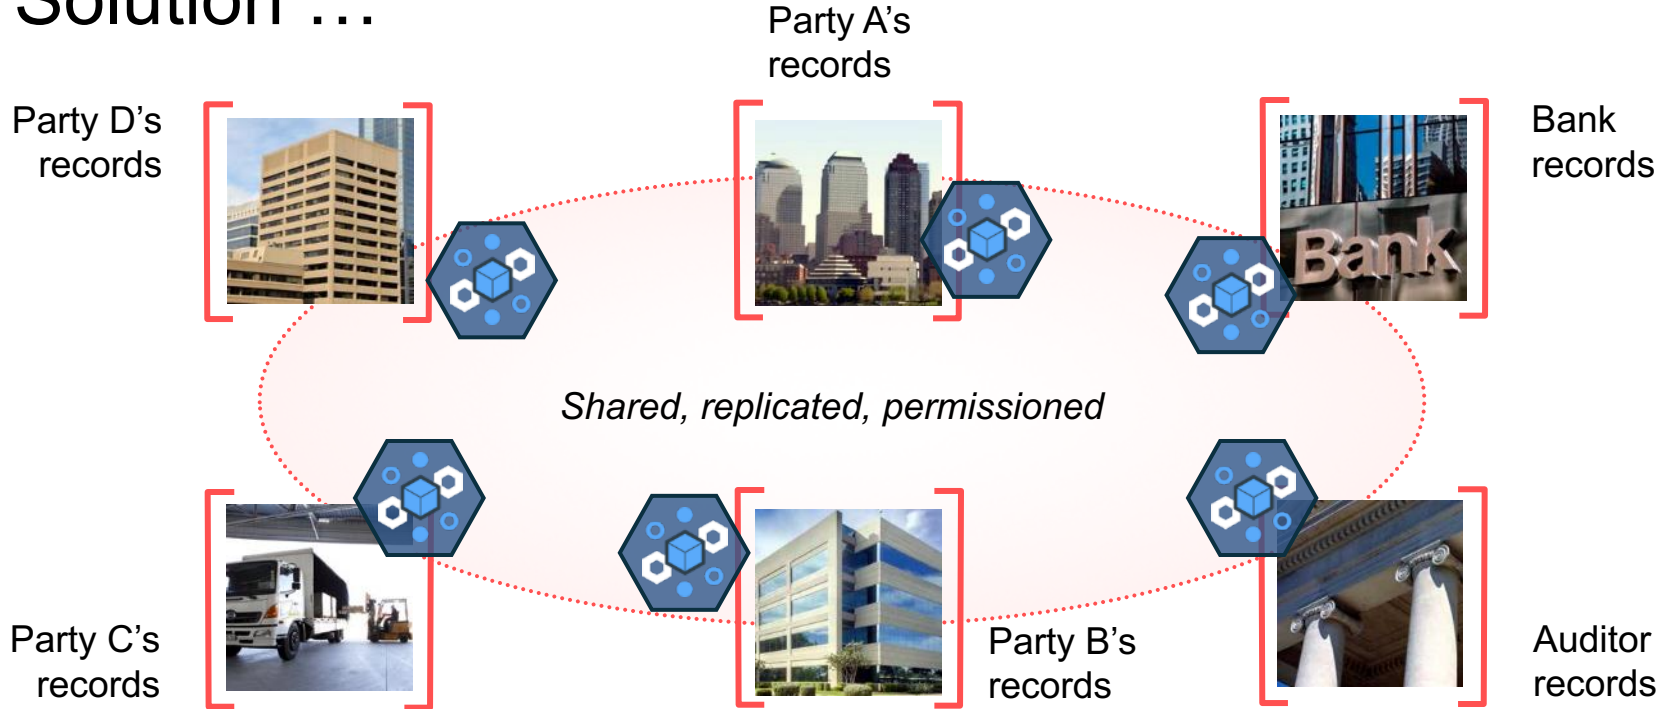 Solution …
Party A’s
records
Party D’s
records
Bank
records
Bank
Shared, replicated, permissioned
Party C’s
records
Party B’s
records
Auditor
records